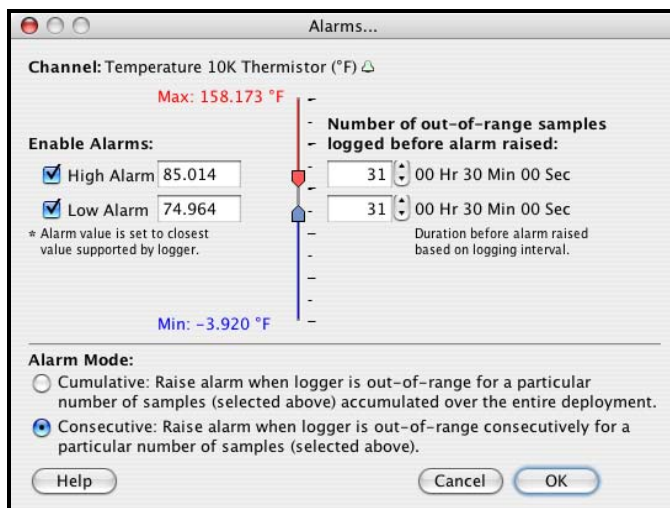 Alarms...
Channel: Temperature 10K Thermistor (°F)
Max: 158.173 °F
Number of out-of-range samples
logged before alarm raised:
Enable Alarms:
High Alarm 85.014
31 00 Hr 30 Min 00 Sec
Low Alarm 74.964
31 00 Hr 30 Min 00 Sec
* Alarm value is set to closest
value supported by logger.
Duration before alarm raised
based on logging interval.
Min: -3.920 °F
Alarm Mode:
Cumulative: Raise alarm when logger is out-of-range for a particular
number of samples (selected above) accumulated over the entire deployment.
Consecutive: Raise alarm when logger is out-of-range consecutively for a
particular number of samples (selected above).
Help
Cancel
OK